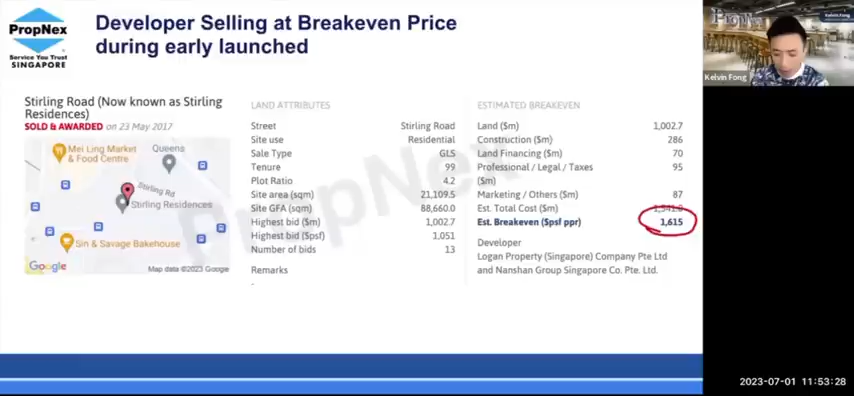 PropNex
Service You Trust
SINGAPORE
Developer Selling at Breakeven Price
during early launched
Stirling Road (Now known as Stirling
Residences)
SOLD & AWARDED on 23 May 2017
Mei Ling Market
& Food Centre
Queens
Stirling Rd
Stirling Residences
Sin & Savage Bakehouse
Google
Map data ©2023 Google
LAND ATTRIBUTES
Street Stirling Road
Site use Residential
Sale Type GLS
Tenure 99
Plot Ratio 4.2
Site area (sqm) 21,109.5
Site GFA (sqm) 88,660.0
Highest bid ($m) 1,002.7
Highest bid ($psf) 1,051
Number of bids 13
Remarks
-
ESTIMATED BREAKEVEN
Land ($m) 1,002.7
Construction ($m) 286
Land Financing ($m) 70
Professional / Legal / Taxes 95
($m)
Marketing / Others ($m) 87
Est. Total Cost ($m) 1,541.0
Est. Breakeven ($psf ppr) 1,615
Developer
Logan Property (Singapore) Company Pte Ltd
and Nanshan Group Singapore Co. Pte. Ltd.
PropNex
PropNex
Kelvin Fong
Kelvin Fong
2023-07-01 11:53:28